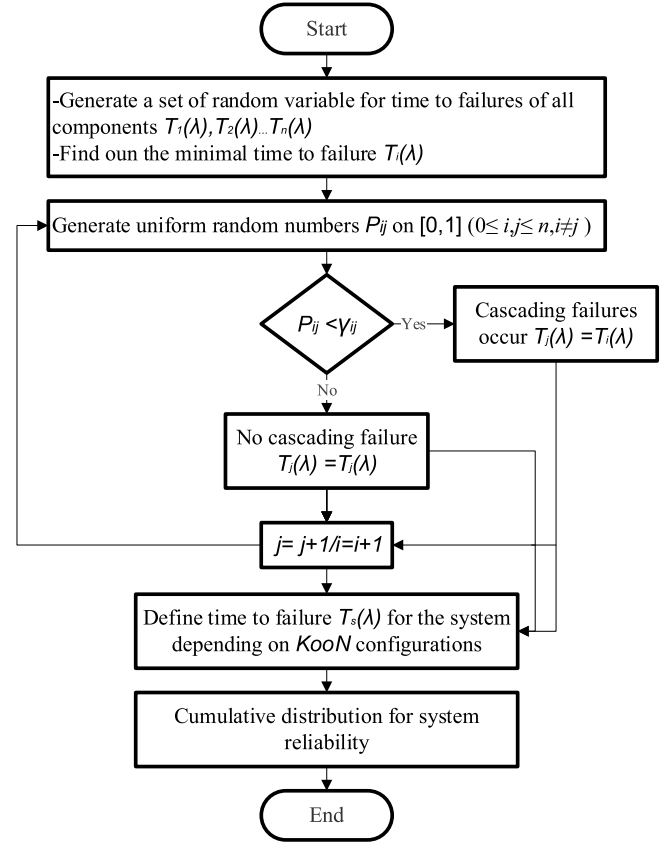 Start
-Generate a set of random variable for time to failures of all
components T₁(λ),T₂(λ)...Tₙ(λ)
-Find oun the minimal time to failure Tᵢ(λ)
Generate uniform random numbers Pᵢⱼ on [0,1] (0≤ i,j≤ n,i≠j )
Pᵢⱼ <γᵢⱼ
Yes
Cascading failures
occur Tⱼ(λ) =Tᵢ(λ)
No
No cascading failure
Tⱼ(λ) =Tⱼ(λ)
j= j+1/i=i+1
Define time to failure Tₛ(λ) for the system
depending on KooN configurations
Cumulative distribution for system
reliability
End